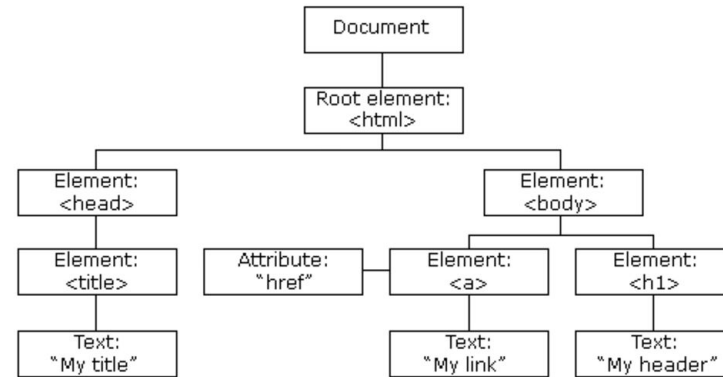 Document
Root element:
<html>
Element:
<head>
Element:
<body>
Element:
<title>
Attribute:
“href”
Element:
<a>
Element:
<h1>
Text:
“My title”
Text:
“My link”
Text:
“My header”